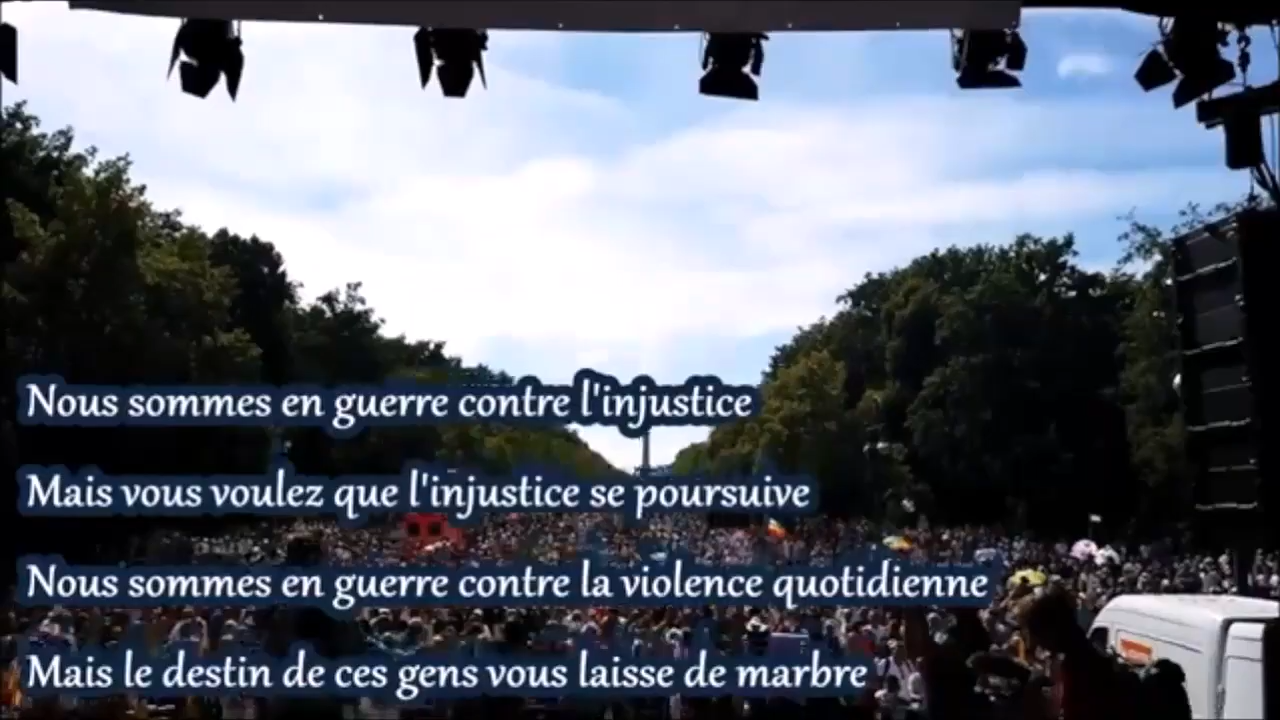 Nous sommes en guerre contre l'injustice
Mais vous voulez que l'injustice se poursuive
Nous sommes en guerre contre la violence quotidienne
Mais le destin de ces gens vous laisse de marbre